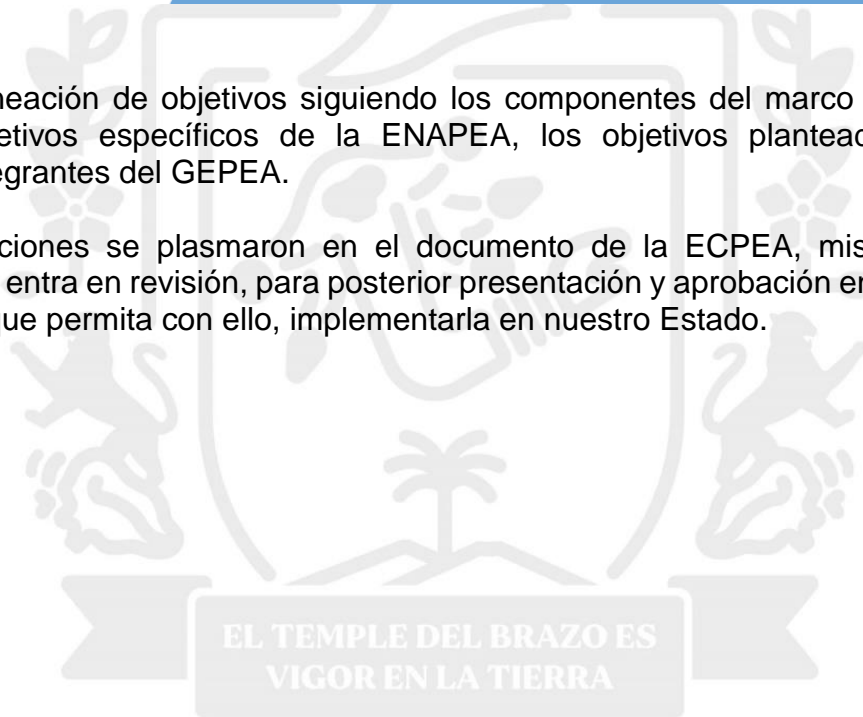 neación de objetivos siguiendo los componentes del marco
etivos específicos de la ENAPEA, los objetivos plantead
egrantes del GEPEA.
ciones se plasmaron en el documento de la ECPEA, mis
entra en revisión, para posterior presentación y aprobación en
que permita con ello, implementarla en nuestro Estado.
EL TEMPLE DEL BRAZO ES
VIGOR EN LA TIERRA